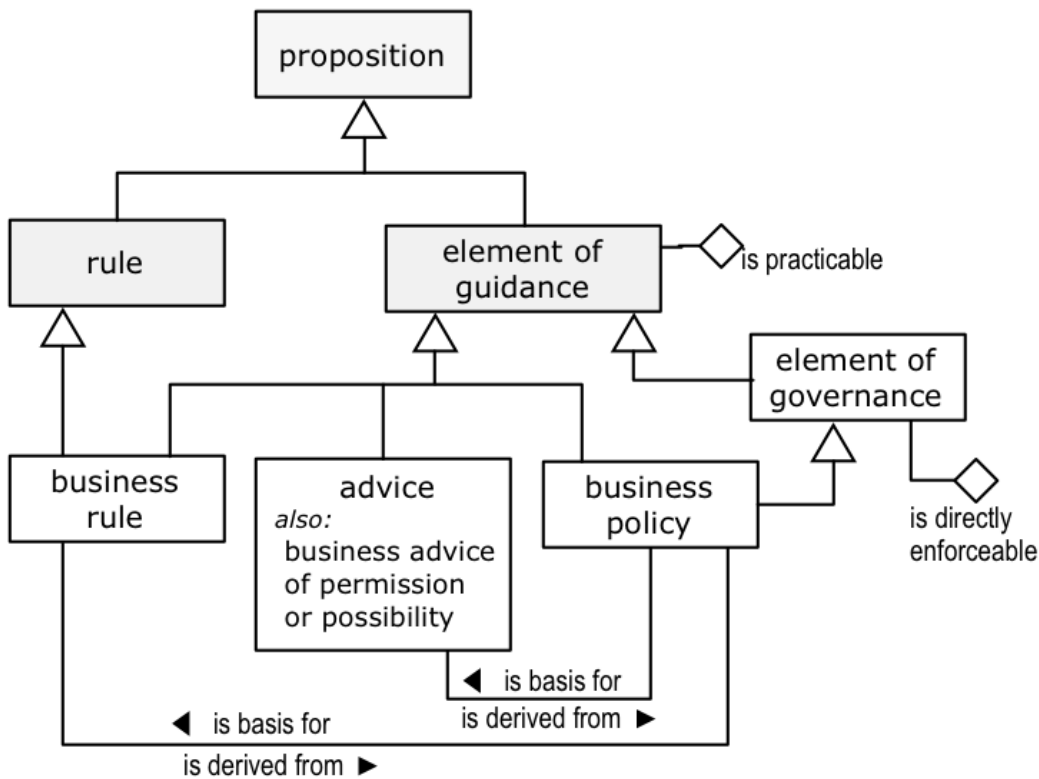 proposition
rule
element of
guidance
is practicable
element of
governance
business
rule
advice
also:
business advice
of permission
or possibility
business
policy
is directly
enforceable
◄ is basis for
is derived from ►
◄ is basis for
is derived from ►